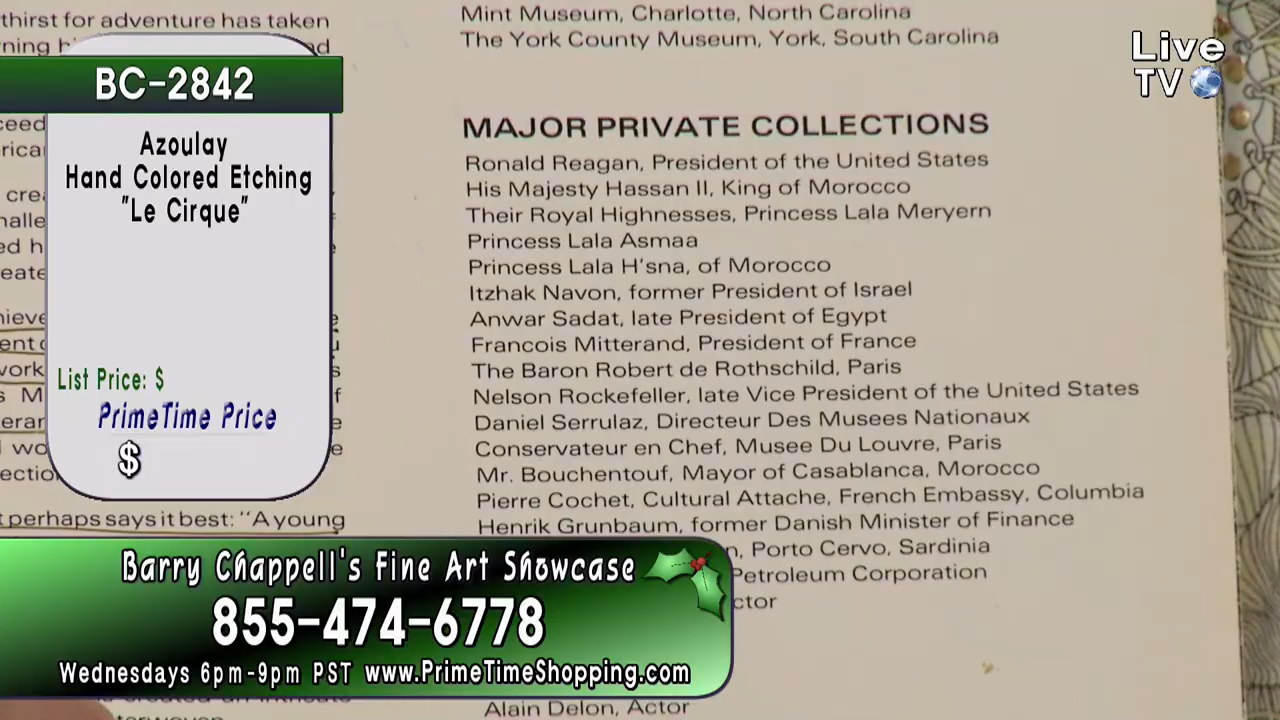 thirst for adventure has taken
Mint Museum, Charlotte, North Carolina
The York County Museum, York, South Carolina
Live
TV
BC-2842
Azoulay
Hand Colored Etching
"Le Cirque"
List Price: $
PrimeTime Price
$
MAJOR PRIVATE COLLECTIONS
Ronald Reagan, President of the United States
His Majesty Hassan II, King of Morocco
Their Royal Highnesses, Princess Lala Meryern
Princess Lala Asmaa
Princess Lala H'sna, of Morocco
Itzhak Navon, former President of Israel
Anwar Sadat, late President of Egypt
Francois Mitterand, President of France
The Baron Robert de Rothschild, Paris
Nelson Rockefeller, late Vice President of the United States
Daniel Serrulaz, Directeur Des Musees Nationaux
Conservateur en Chef, Musee Du Louvre, Paris
Mr. Bouchentouf, Mayor of Casablanca, Morocco
Pierre Cochet, Cultural Attache, French Embassy, Columbia
Henrik Grunbaum, former Danish Minister of Finance
Porto Cervo, Sardinia
Petroleum Corporation
Alain Delon, Actor
perhaps says it best: "A young
Barry Chappell's Fine Art Showcase
855-474-6778
Wednesdays 6pm-9pm PST www.PrimeTimeShopping.com